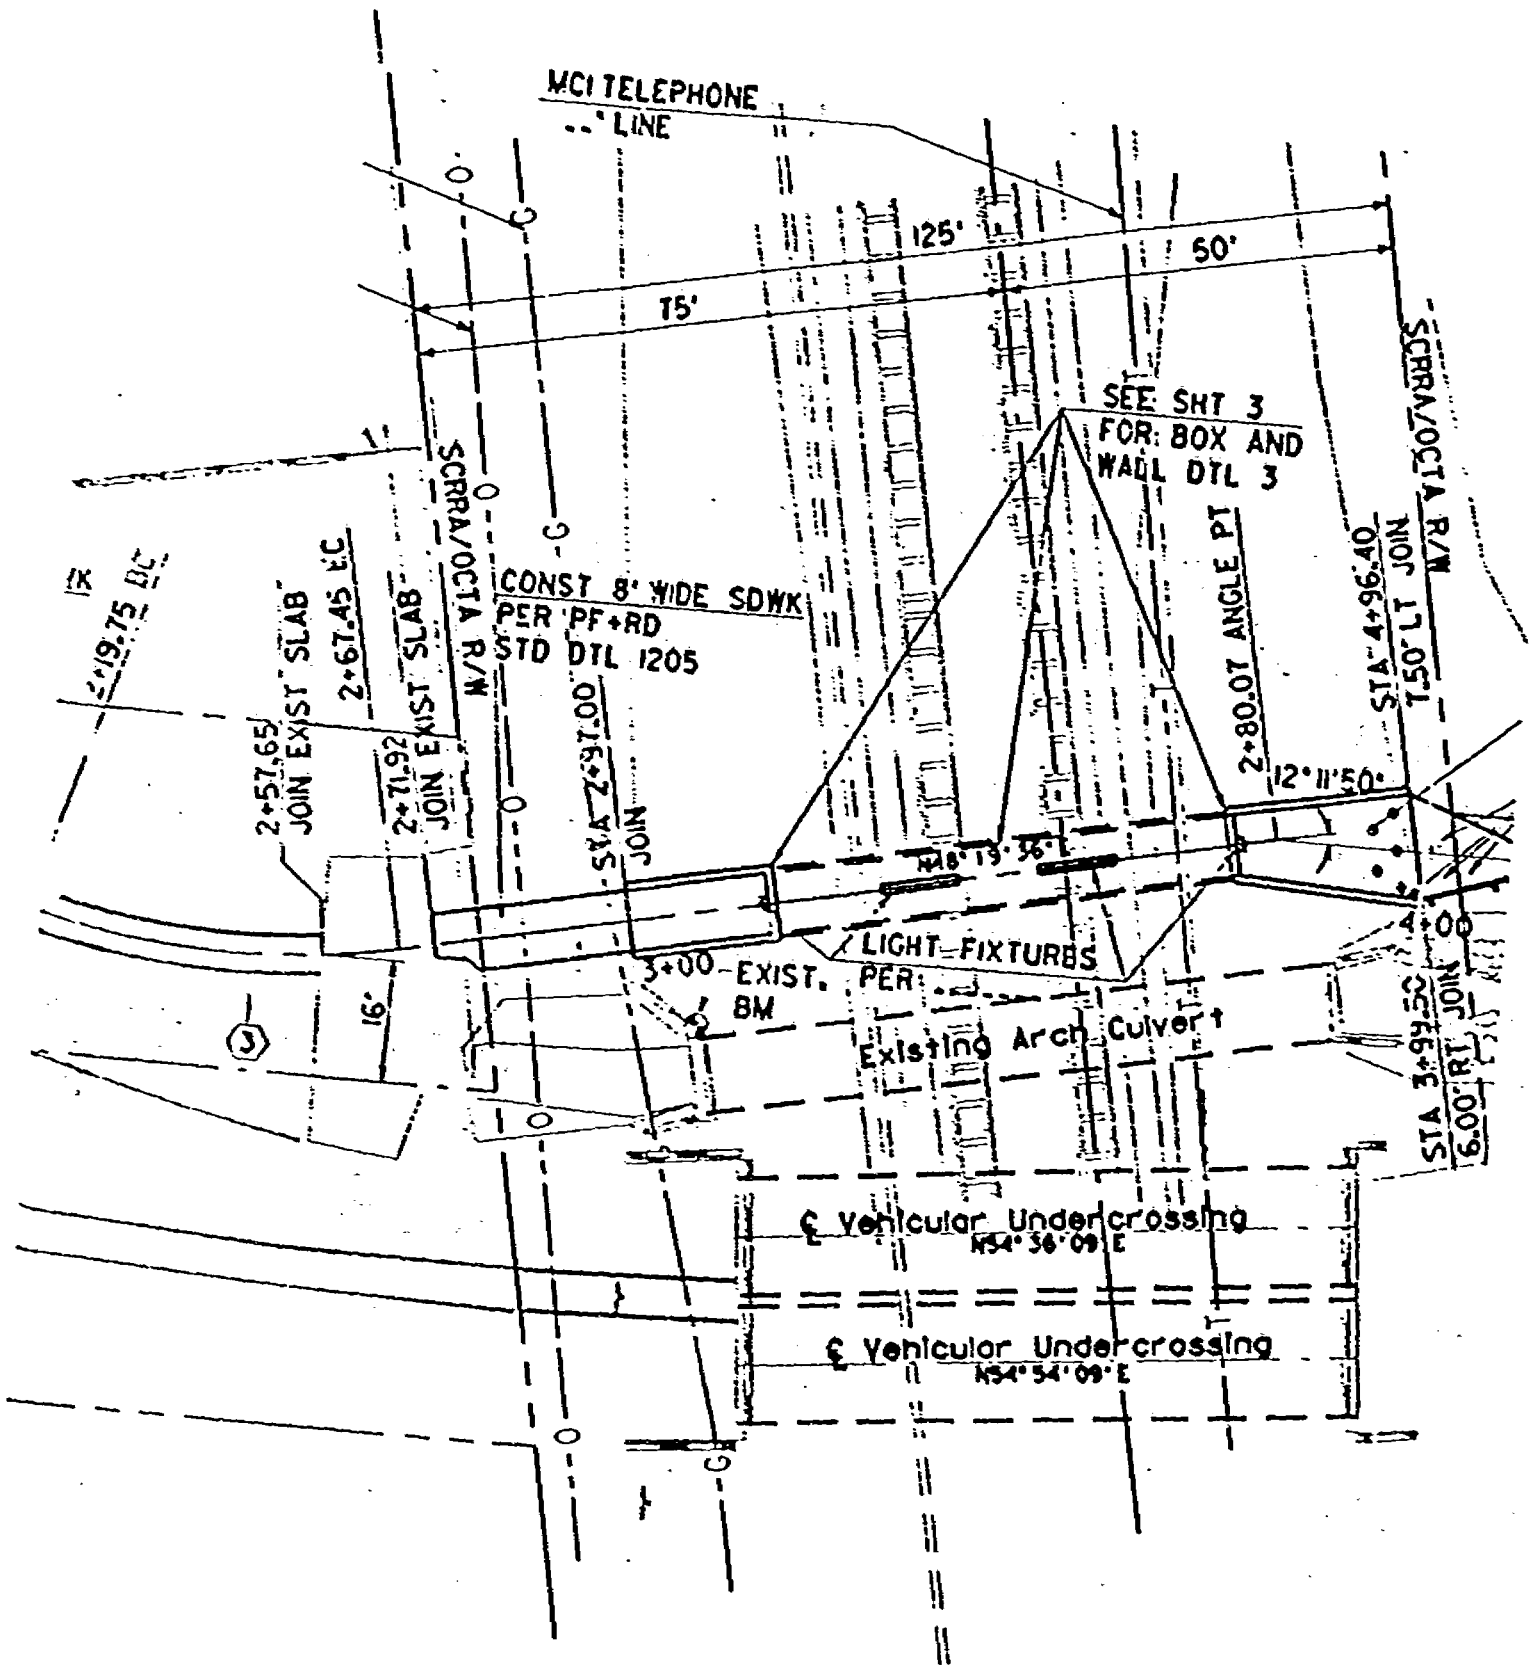 MCI TELEPHONE
LINE
125'
50'
75'
G
SEE SHT 3
FOR BOX AND
WALL DTL 3
SCRRA/OCTA R/W
SCRRA/OCTA R/W
G
CONST 8' WIDE SDWK
PER PF+RD
STD DTL 1205
2+19.75 BC
2+57.65
JOIN EXIST SLAB
2+67.45 EC
2+71.92
JOIN EXIST SLAB
STA 2+97.00
JOIN
2+80.07 ANGLE PT
STA 4+96.40
7.50' LT JOIN
12°11'50"
LIGHT FIXTURES
PER
3+00
EXIST.
BM
4+00
STA 3+99.50
6.00' RT JOIN
16'
3
Existing Arch Culvert
℄ Vehicular Undercrossing
N54°36'09"E
℄ Vehicular Undercrossing
N54°54'09"E
G